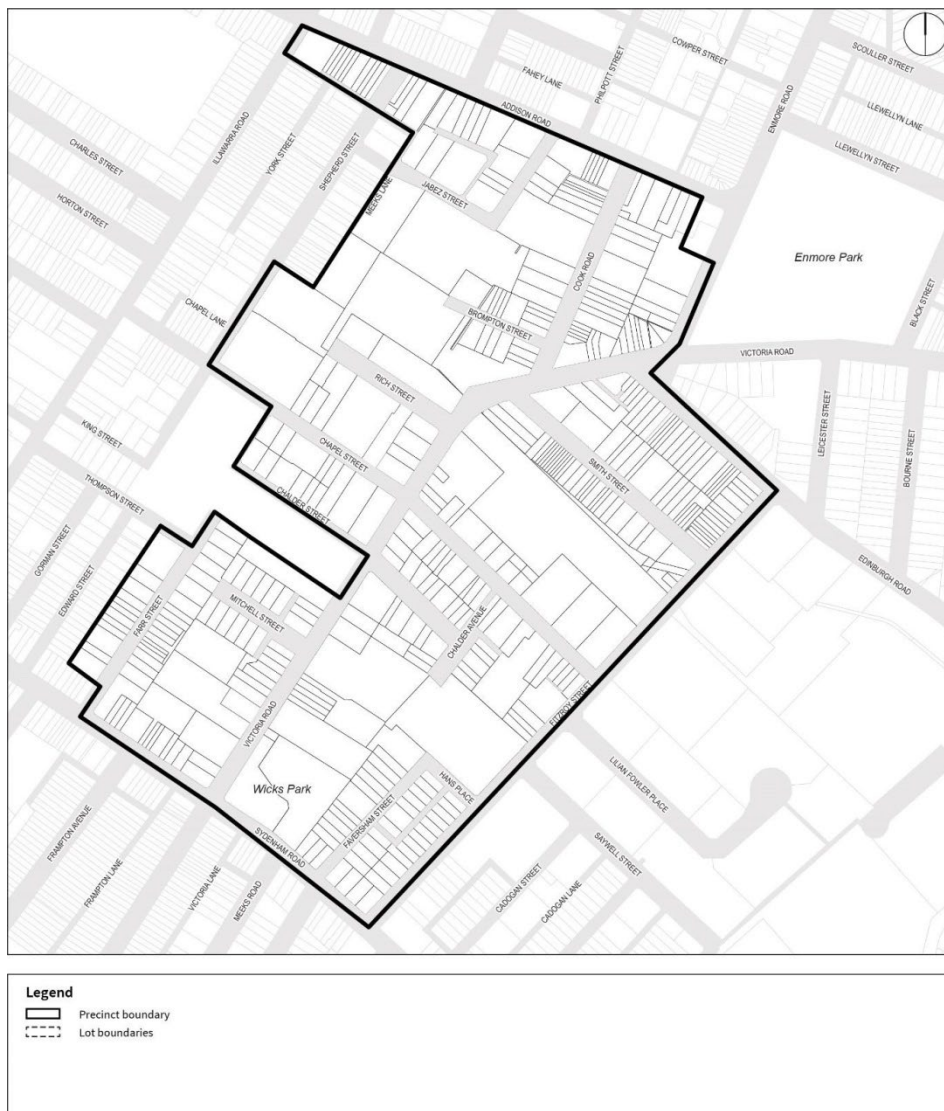 COWPER STREET
SCOULLER STREET
PHILPOTT STREET
FAHEY LANE
LLEWELLYN LANE
ADDISON ROAD
ENMORE ROAD
LLEWELLYN STREET
ILLAWARRA ROAD
YORK STREET
CHARLES STREET
SHEPHERD STREET
MEEKS LANE
JABEZ STREET
HORTON STREET
Enmore Park
COOK ROAD
BLACK STREET
CHAPEL LANE
BROMPTON STREET
VICTORIA ROAD
RICH STREET
LEICESTER STREET
BOURNE STREET
KING STREET
CHAPEL STREET
SMITH STREET
THOMPSON STREET
CHALDER STREET
GORMAN STREET
EDWARD STREET
EDINBURGH ROAD
FARR STREET
MITCHELL STREET
CHALDER AVENUE
VICTORIA ROAD
FITZROY STREET
Wicks Park
HANS PLACE
FAVERSHAM STREET
LILIAN FOWLER PLACE
SYDENHAM ROAD
FRAMPTON AVENUE
FRAMPTON LANE
VICTORIA LANE
MEEKS ROAD
SAYWELL STREET
CADOGAN STREET
CADOGAN LANE
Legend
Precinct boundary
Lot boundaries